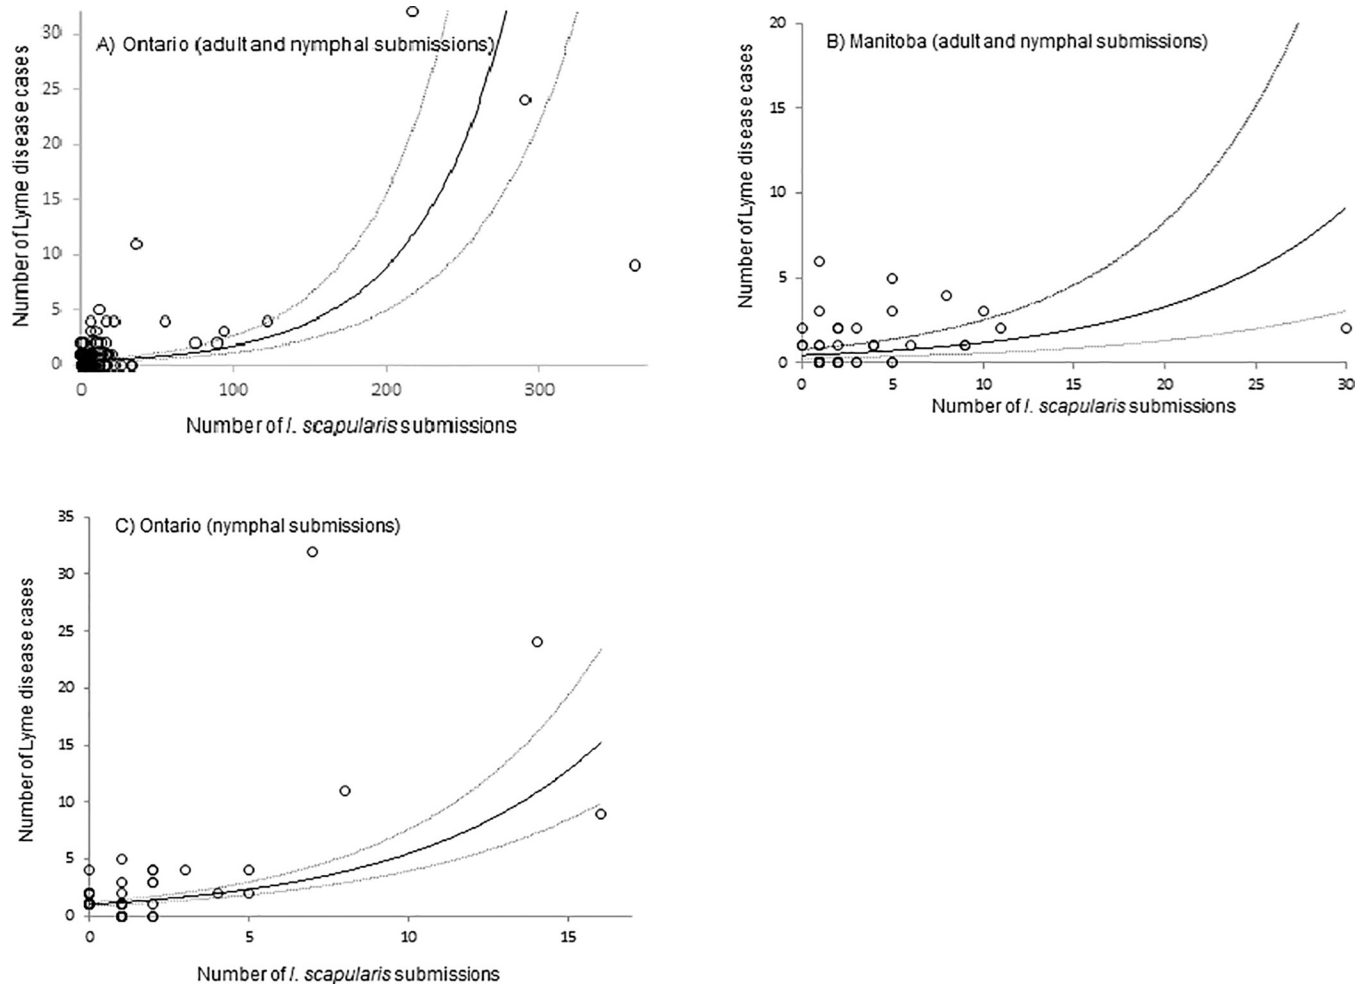 A) Ontario (adult and nymphal submissions)
Number of Lyme disease cases
30
25
20
15
10
5
0
0 100 200 300
Number of I. scapularis submissions
B) Manitoba (adult and nymphal submissions)
Number of Lyme disease cases
20
15
10
5
0
0 5 10 15 20 25 30
Number of I. scapularis submissions
C) Ontario (nymphal submissions)
Number of Lyme disease cases
35
30
25
20
15
10
5
0
0 5 10 15
Number of I. scapularis submissions